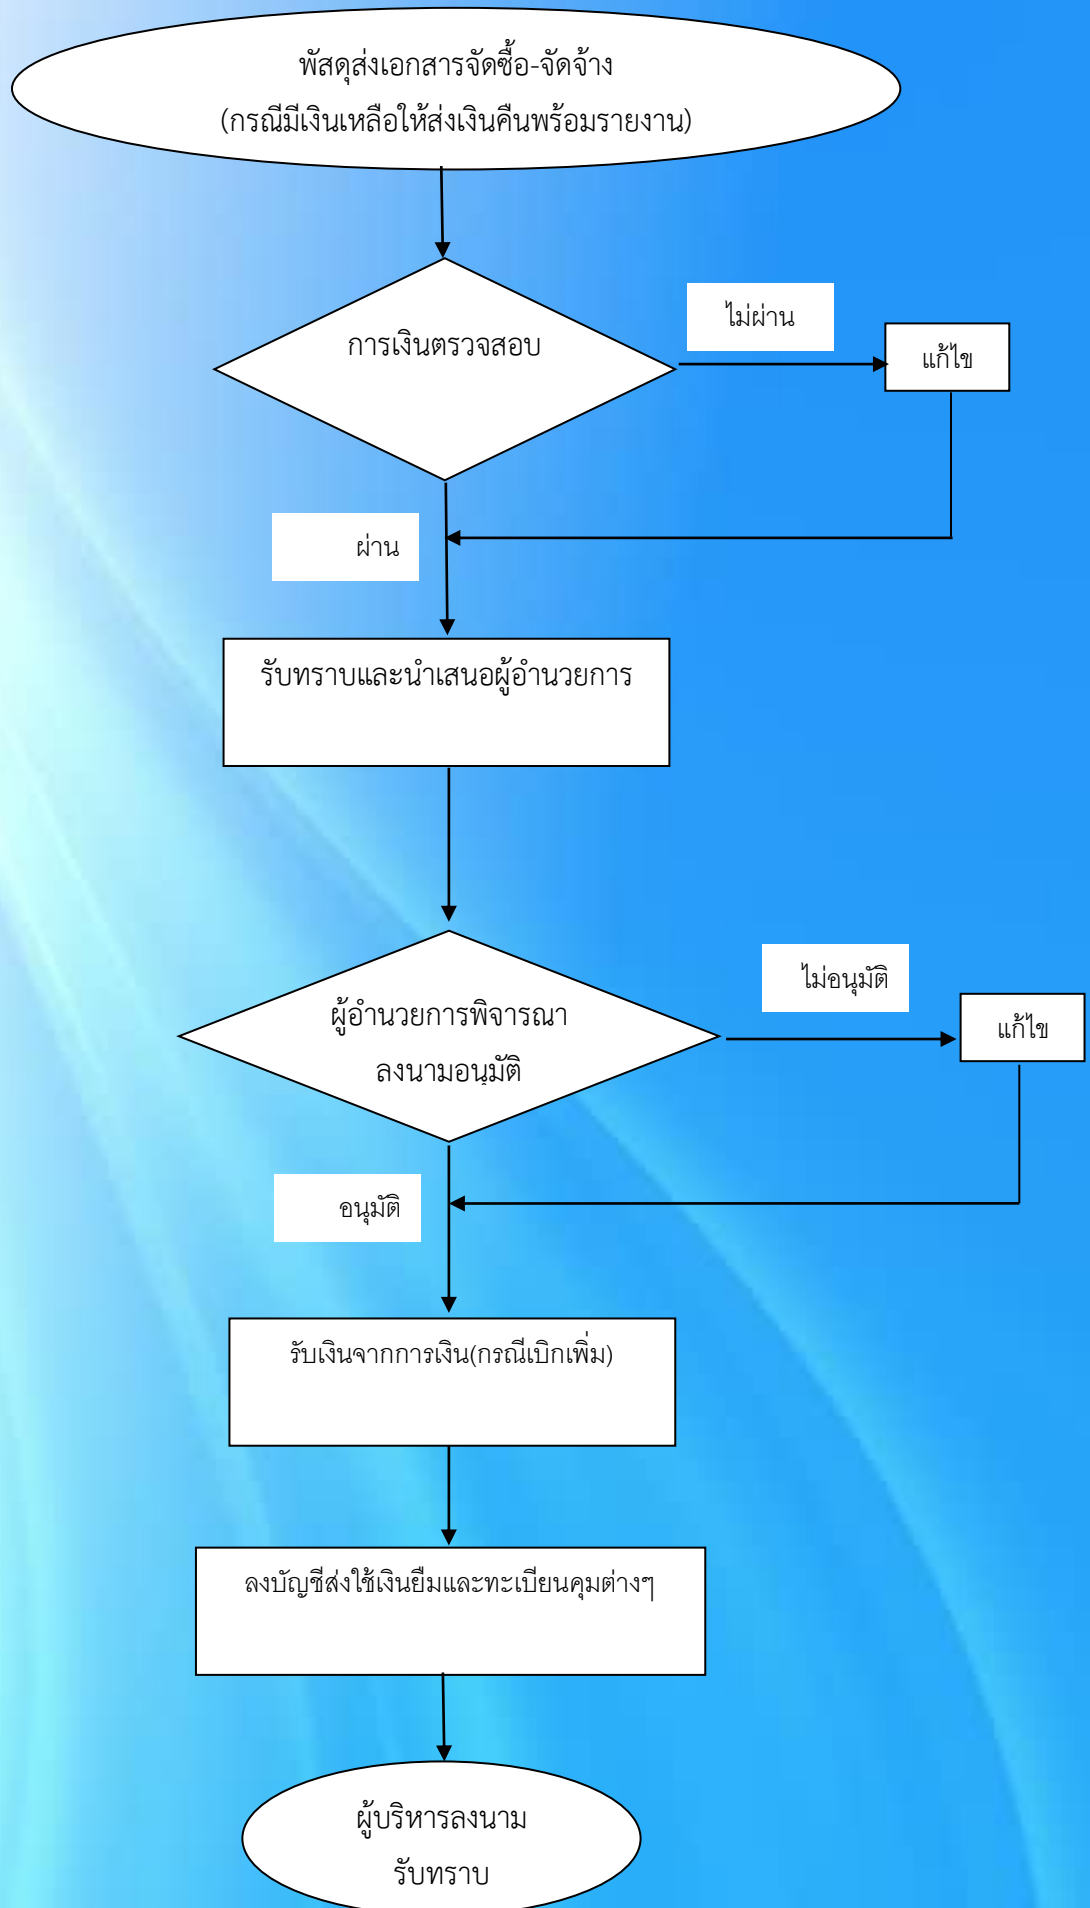 พัสดุส่งเอกสารจัดซื้อ-จัดจ้าง
(กรณีมีเงินเหลือให้ส่งเงินคืนพร้อมรายงาน)
การเงินตรวจสอบ
ไม่ผ่าน
แก้ไข
ผ่าน
รับทราบและนำเสนอผู้อำนวยการ
ผู้อำนวยการพิจารณา
ลงนามอนุมัติ
ไม่อนุมัติ
แก้ไข
อนุมัติ
รับเงินจากการเงิน(กรณีเบิกเพิ่ม)
ลงบัญชีส่งใช้เงินยืมและทะเบียนคุมต่างๆ
ผู้บริหารลงนาม
รับทราบ